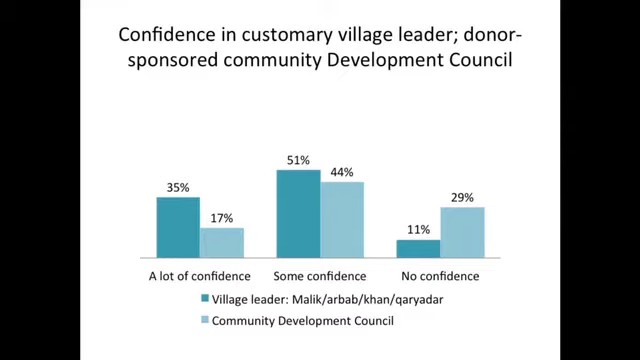 Confidence in customary village leader; donor-
sponsored community Development Council
51%
44%
35%
29%
17%
11%
A lot of confidence Some confidence No confidence
Village leader: Malik/arbab/khan/qaryadar
Community Development Council